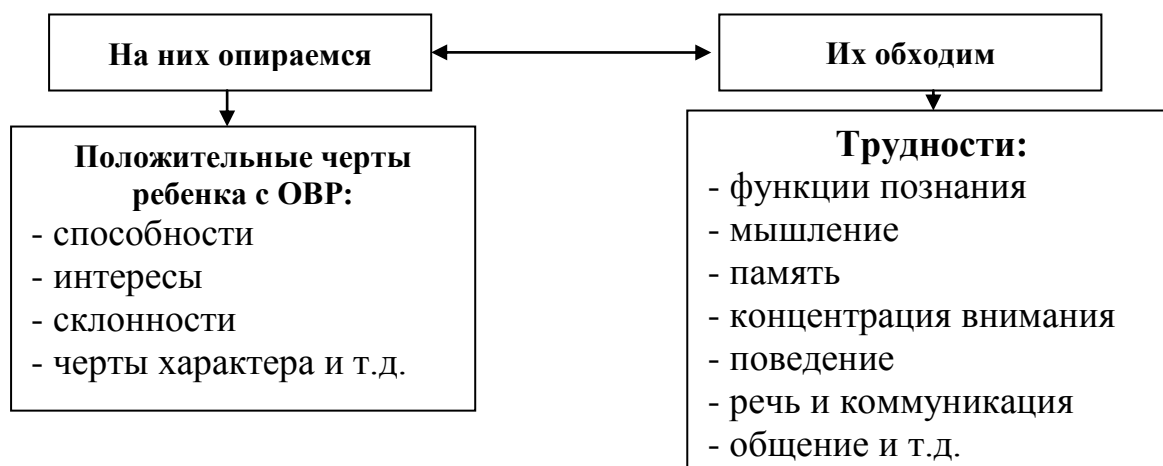 На них опираемся
Их обходим
Положительные черты
ребенка с ОВР:
- способности
- интересы
- склонности
- черты характера и т.д.
Трудности:
- функции познания
- мышление
- память
- концентрация внимания
- поведение
- речь и коммуникация
- общение и т.д.